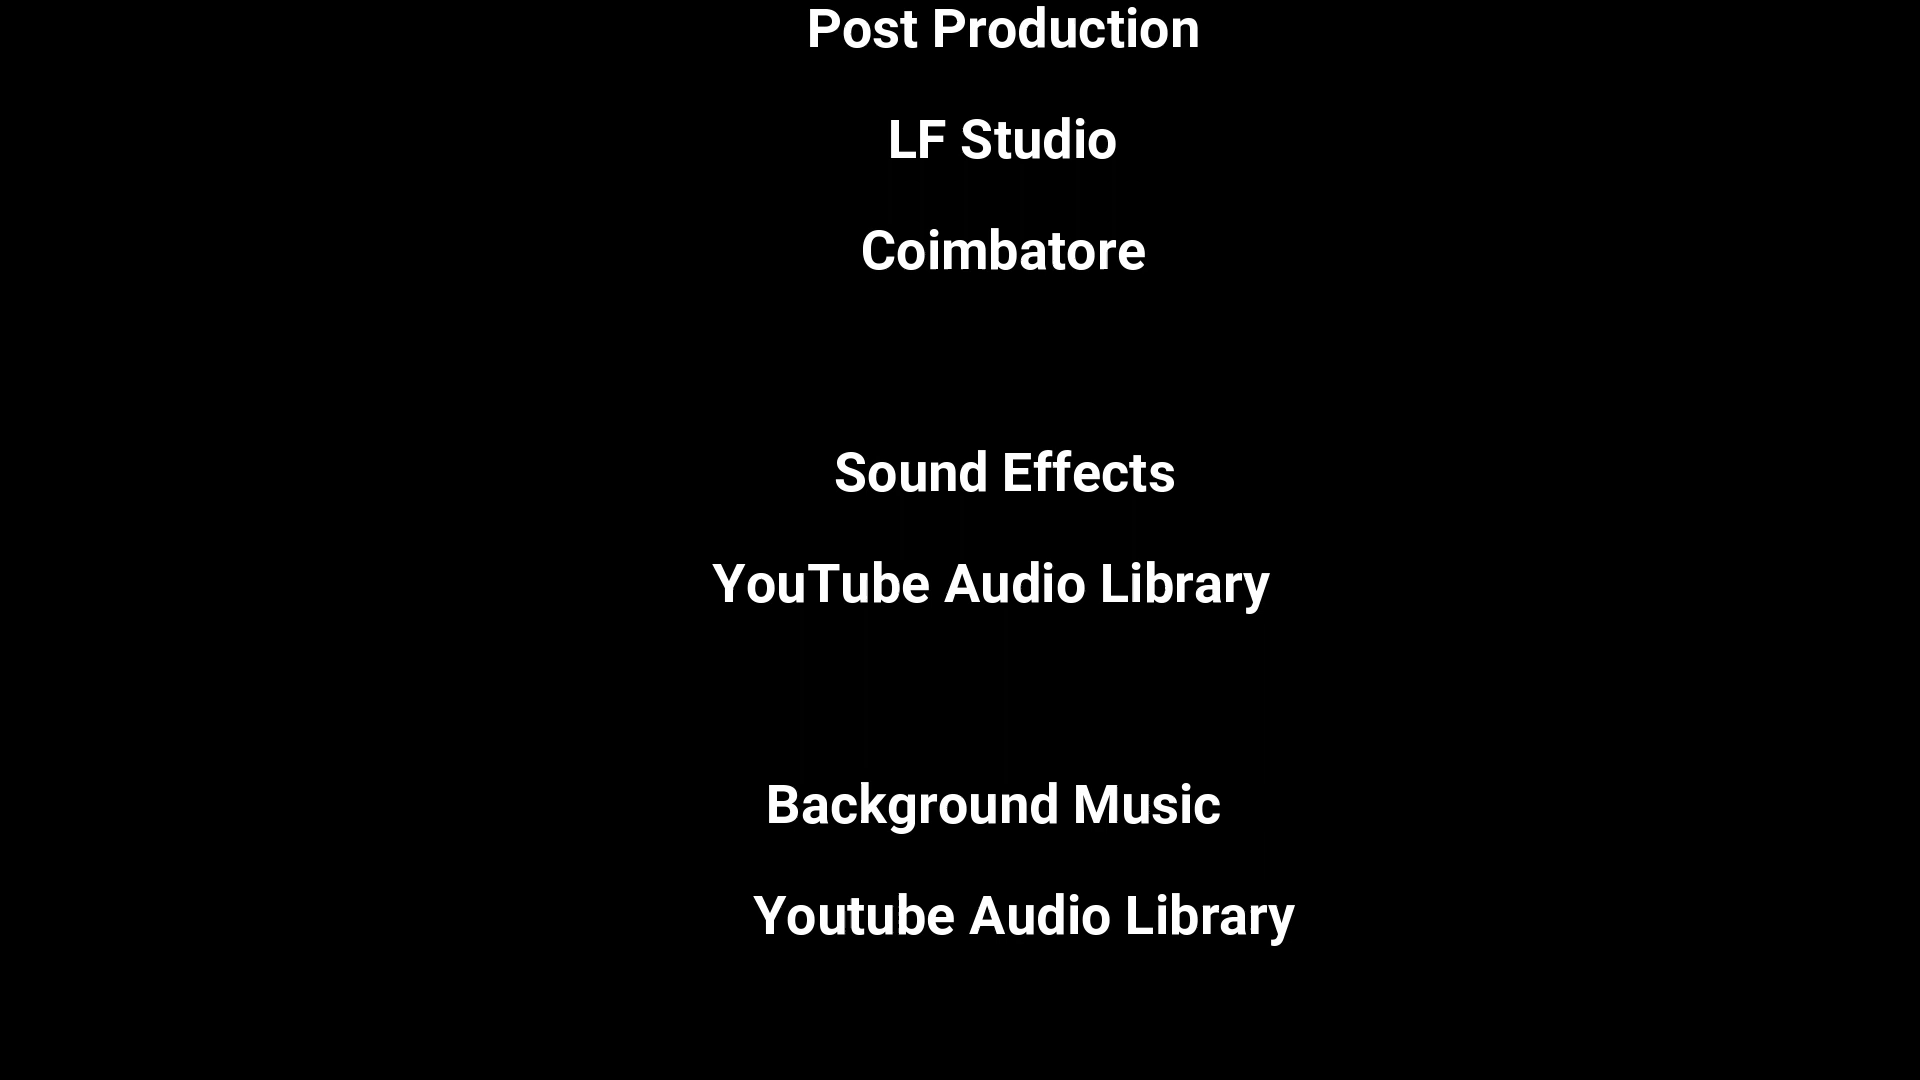 Post Production
LF Studio
Coimbatore
Sound Effects
YouTube Audio Library
Background Music
Youtube Audio Library